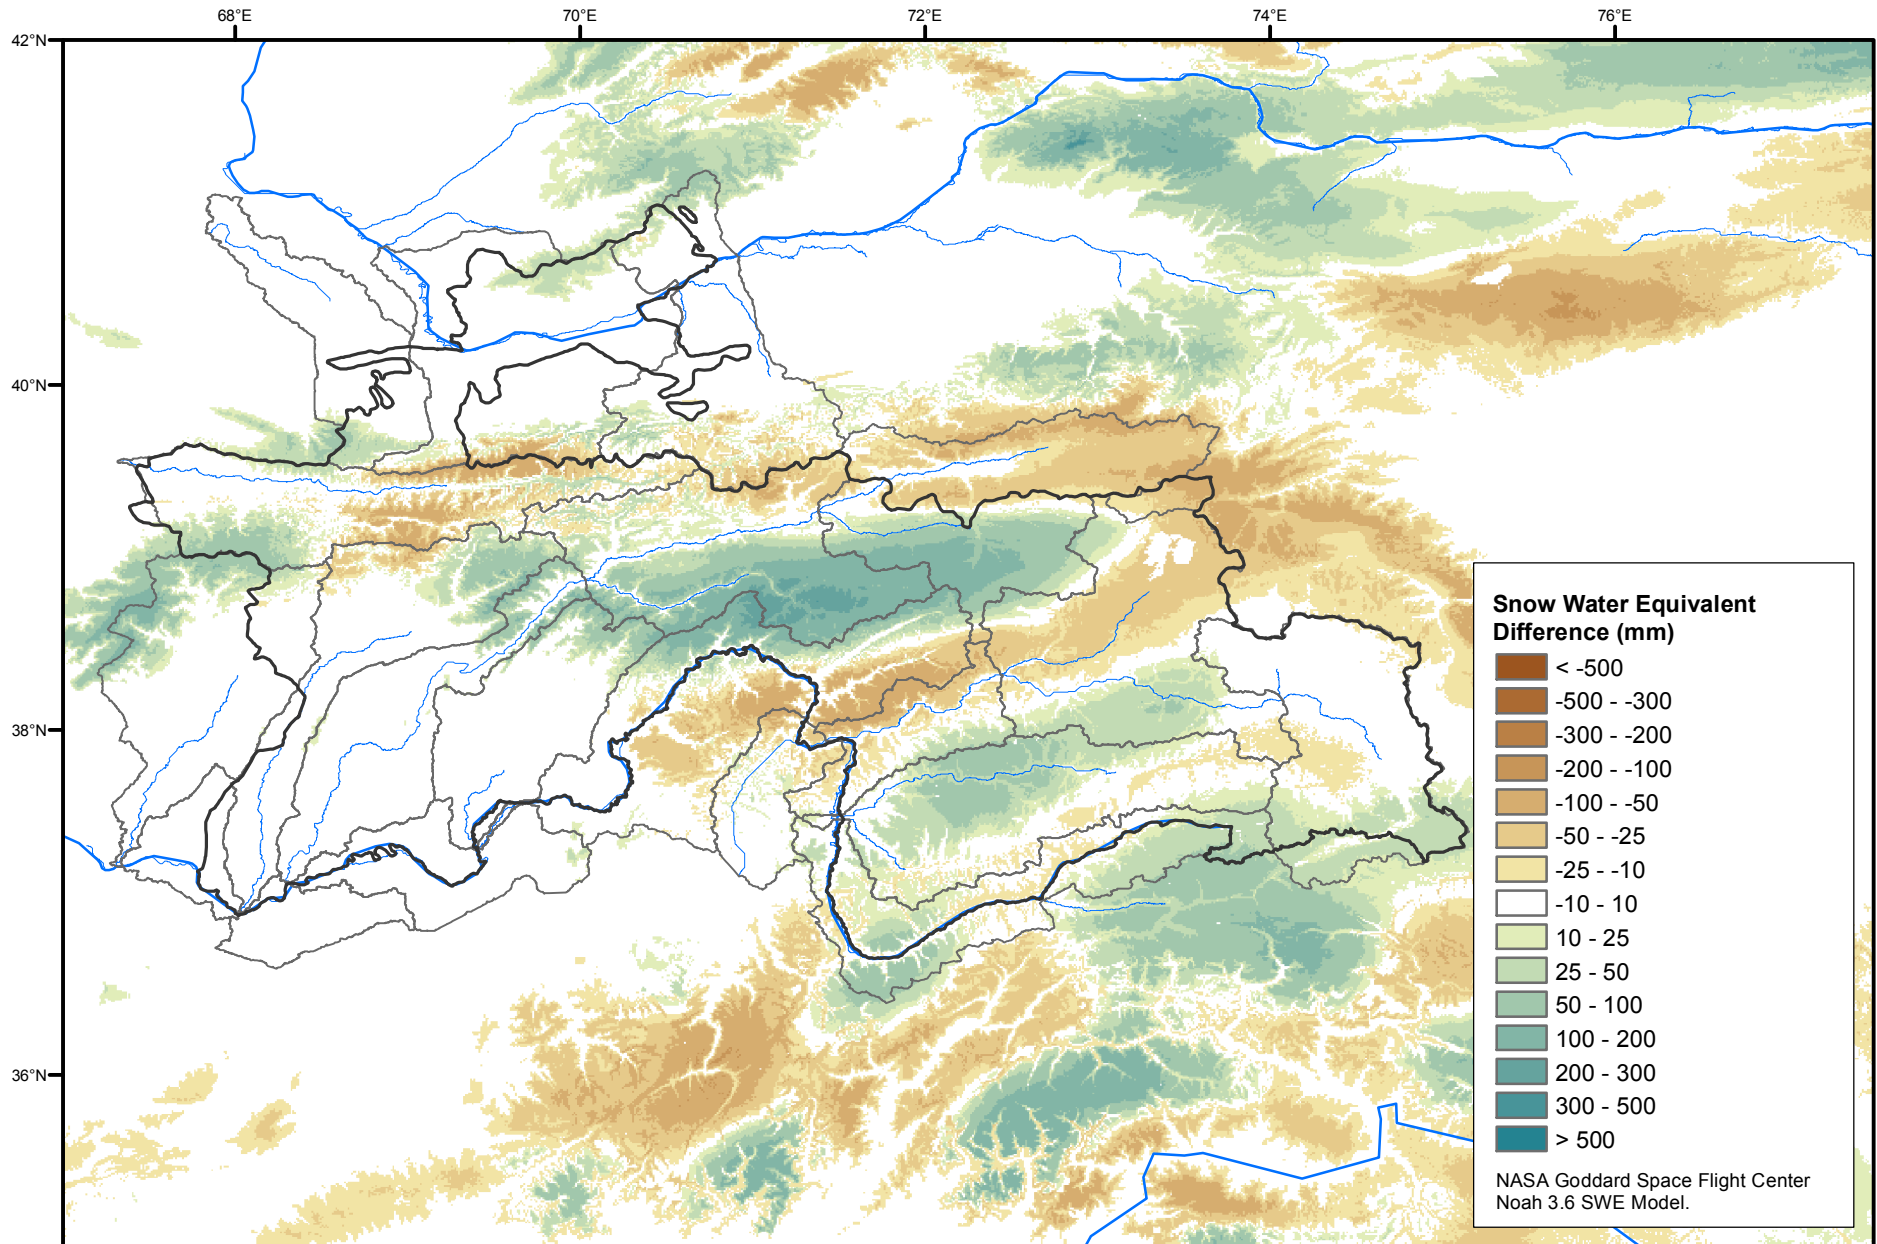 68°E
70°E
72°E
74°E
76°E
42°N
40°N
38°N
36°N
Snow Water Equivalent
Difference (mm)
< -500
-500 - -300
-300 - -200
-200 - -100
-100 - -50
-50 - -25
-25 - -10
-10 - 10
10 - 25
25 - 50
50 - 100
100 - 200
200 - 300
300 - 500
> 500
NASA Goddard Space Flight Center
Noah 3.6 SWE Model.